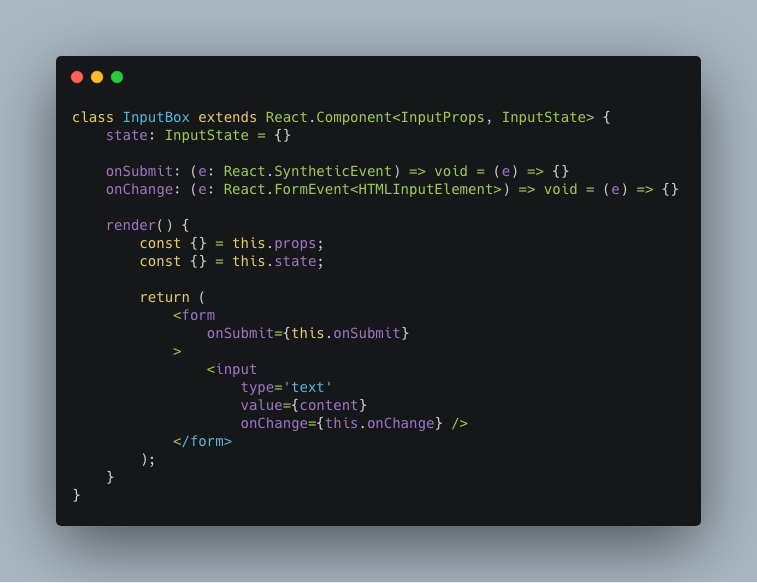 class InputBox extends React.Component<InputProps, InputState> {
    state: InputState = {}

    onSubmit: (e: React.SyntheticEvent) => void = (e) => {}
    onChange: (e: React.FormEvent<HTMLInputElement>) => void = (e) => {}

    render() {
        const {} = this.props;
        const {} = this.state;

        return (
            <form
                onSubmit={this.onSubmit}
            >
                <input
                    type='text'
                    value={content}
                    onChange={this.onChange} />
            </form>
        );
    }
}